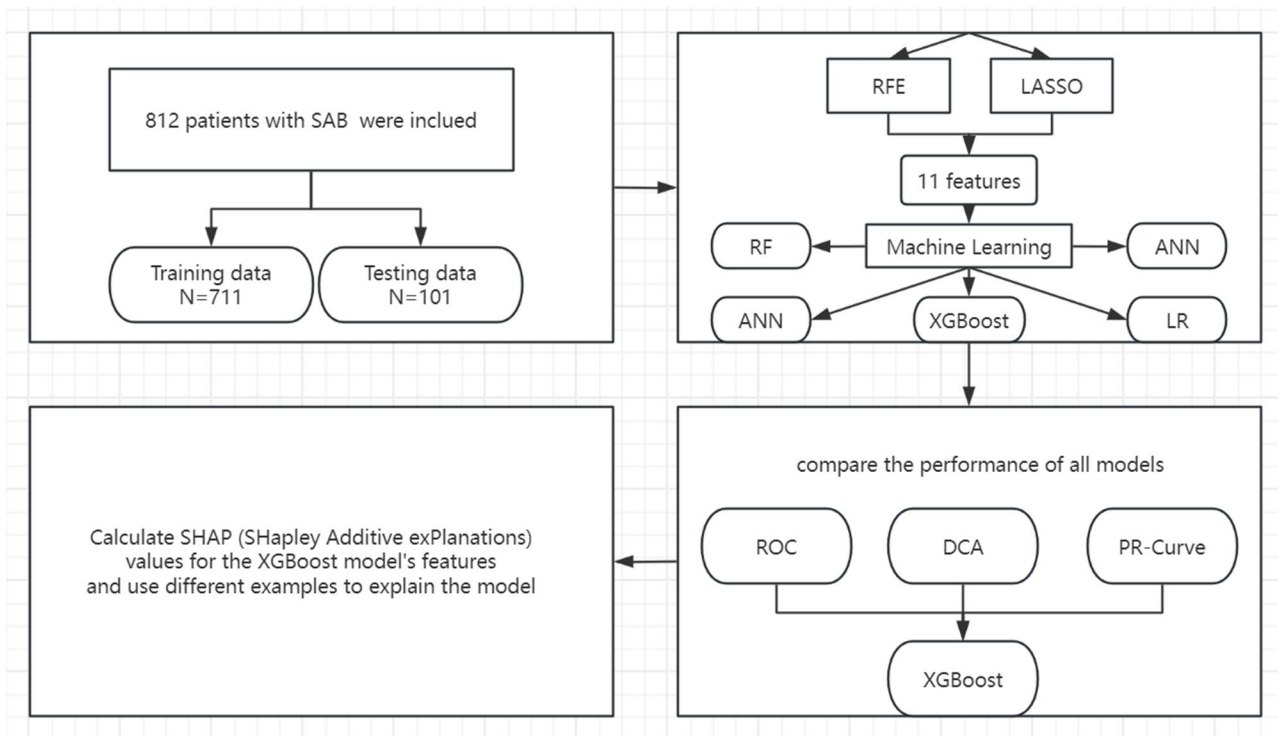 812 patients with SAB  were inclued
Training data
N=711
Testing data
N=101
RFE
LASSO
11 features
RF
Machine Learning
ANN
ANN
XGBoost
LR
compare the performance of all models
ROC
DCA
PR-Curve
XGBoost
Calculate SHAP (SHapley Additive exPlanations)
values for the XGBoost model's features
and use different examples to explain the model